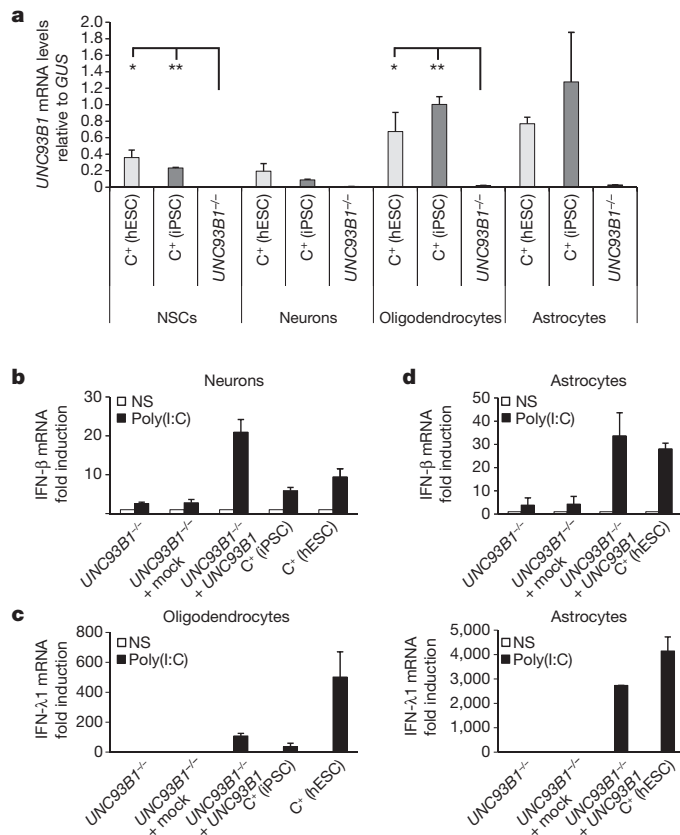 a
UNC93B1 mRNA levels
relative to GUS
2.0
1.8
1.6
1.4
1.2
1.0
0.8
0.6
0.4
0.2
0
* ** * **
C⁺ (hESC)
C⁺ (iPSC)
UNC93B1⁻/⁻
C⁺ (hESC)
C⁺ (iPSC)
UNC93B1⁻/⁻
C⁺ (hESC)
C⁺ (iPSC)
UNC93B1⁻/⁻
C⁺ (hESC)
C⁺ (iPSC)
UNC93B1⁻/⁻
NSCs Neurons Oligodendrocytes Astrocytes
b
Neurons
IFN-β mRNA
fold induction
30
20
10
NS
Poly(I:C)
UNC93B1⁻/⁻
UNC93B1⁻/⁻
+ mock
UNC93B1⁻/⁻
+ UNC93B1
C⁺ (iPSC)
C⁺ (hESC)
d
Astrocytes
IFN-β mRNA
fold induction
50
40
30
20
10
0
NS
Poly(I:C)
UNC93B1⁻/⁻
UNC93B1⁻/⁻
+ mock
UNC93B1⁻/⁻
+ UNC93B1
C⁺ (hESC)
c
Oligodendrocytes
IFN-λ1 mRNA
fold induction
800
600
400
200
0
NS
Poly(I:C)
UNC93B1⁻/⁻
UNC93B1⁻/⁻
+ mock
UNC93B1⁻/⁻
+ UNC93B1
C⁺ (iPSC)
C⁺ (hESC)
Astrocytes
IFN-λ1 mRNA
fold induction
5,000
4,000
3,000
2,000
1,000
0
NS
Poly(I:C)
UNC93B1⁻/⁻
UNC93B1⁻/⁻
+ mock
UNC93B1⁻/⁻
+ UNC93B1
C⁺ (hESC)